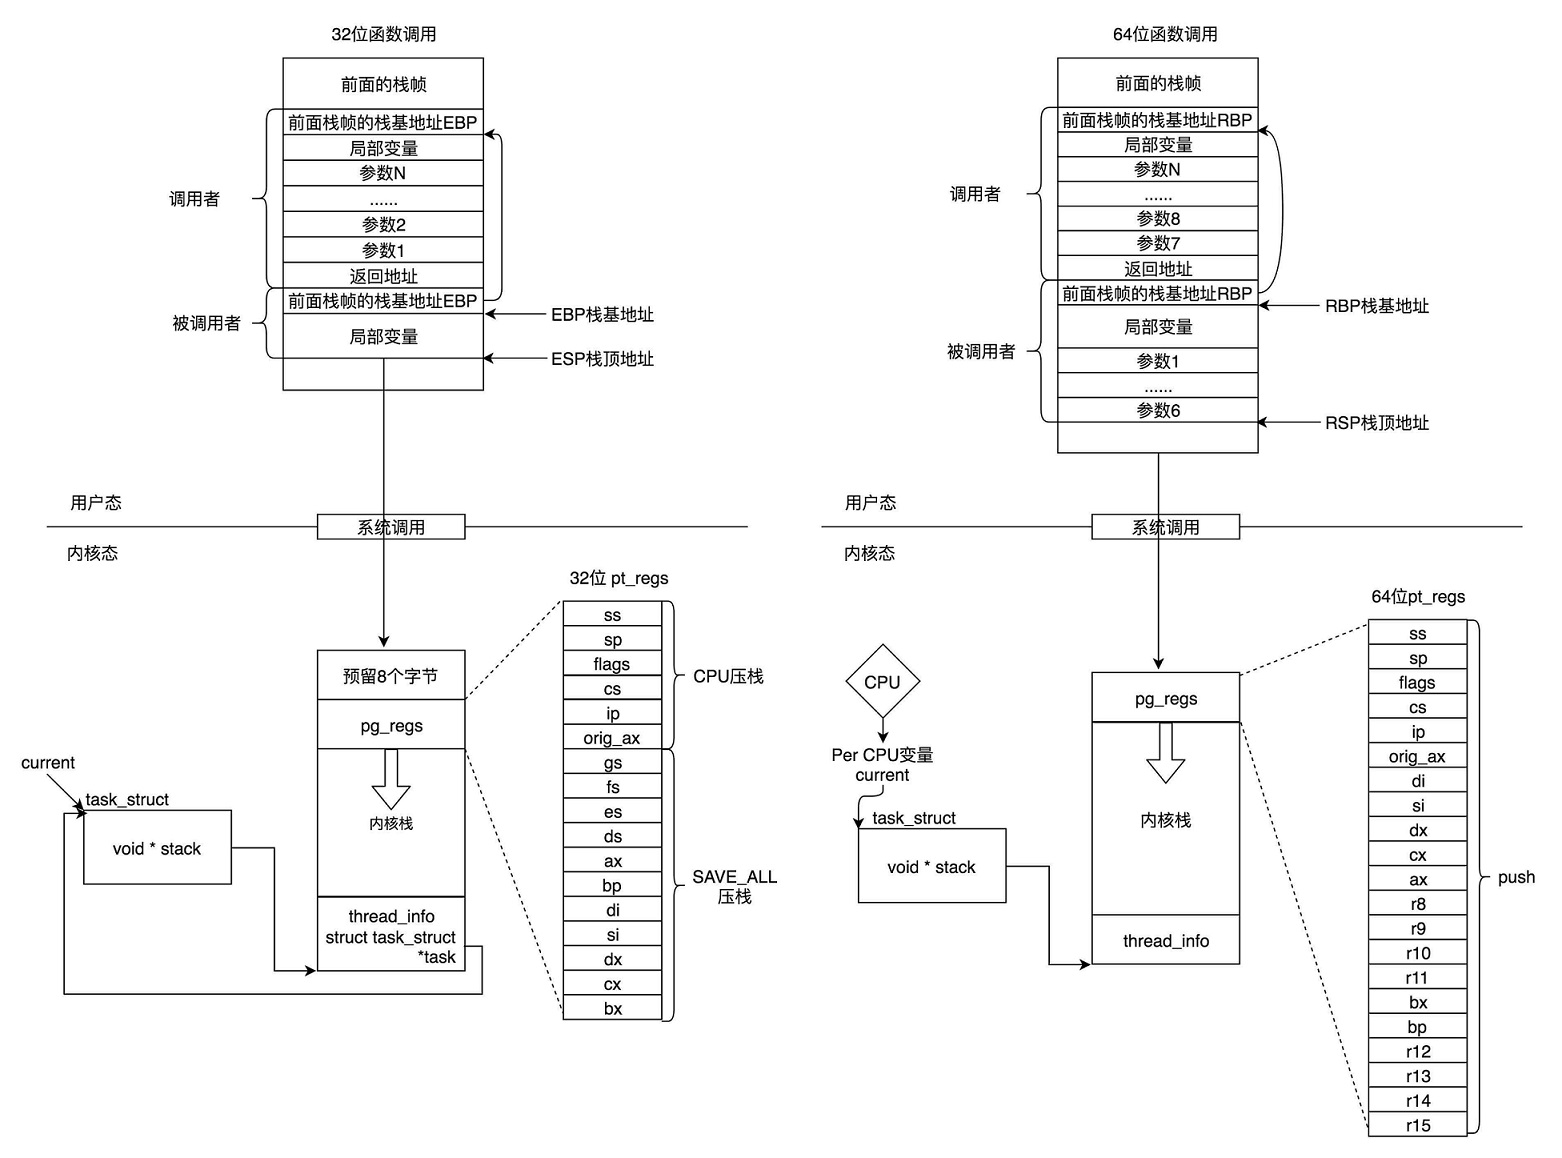 32位函数调用
前面的栈帧
前面栈帧的栈基地址EBP
局部变量
参数N
......
参数2
参数1
返回地址
前面栈帧的栈基地址EBP
局部变量
调用者
被调用者
EBP栈基地址
ESP栈顶地址
用户态
系统调用
内核态
32位 pt_regs
ss
sp
flags
cs
ip
orig_ax
gs
fs
es
ds
ax
bp
di
si
dx
cx
bx
CPU压栈
SAVE_ALL
压栈
预留8个字节
pg_regs
内核栈
thread_info
struct task_struct
*task
current
task_struct
void * stack
64位函数调用
前面的栈帧
前面栈帧的栈基地址RBP
局部变量
参数N
......
参数8
参数7
返回地址
前面栈帧的栈基地址RBP
局部变量
参数1
......
参数6
调用者
被调用者
RBP栈基地址
RSP栈顶地址
用户态
系统调用
内核态
64位pt_regs
ss
sp
flags
cs
ip
orig_ax
di
si
dx
cx
ax
r8
r9
r10
r11
bx
bp
r12
r13
r14
r15
push
pg_regs
内核栈
thread_info
CPU
Per CPU变量
current
task_struct
void * stack